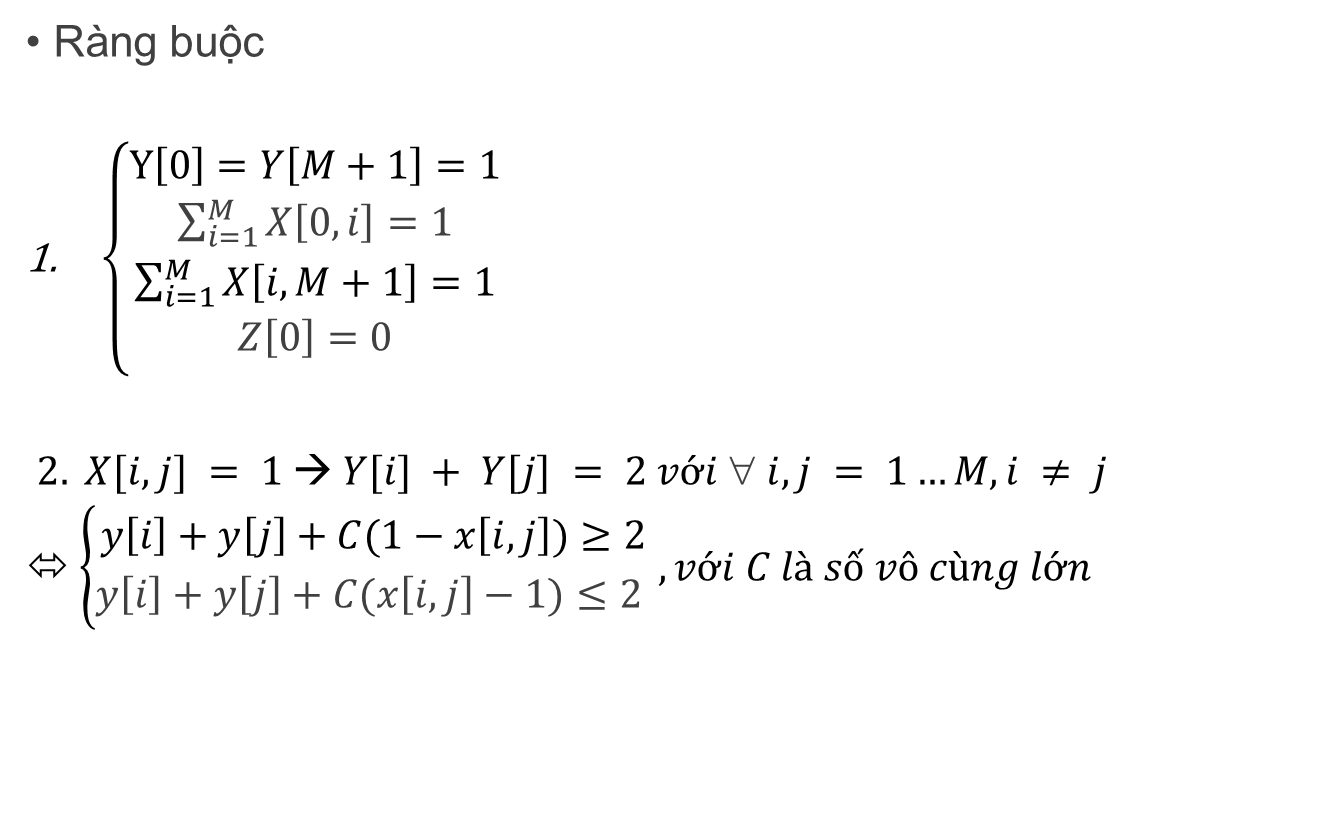 • Ràng buộc
1. { Y[0] = Y[M + 1] = 1
∑_{i=1}^{M} X[0, i] = 1
∑_{i=1}^{M} X[i, M + 1] = 1
Z[0] = 0
2. X[i, j] = 1 → Y[i] + Y[j] = 2 với ∀ i, j = 1 … M, i ≠ j
⇔ { y[i] + y[j] + C(1 − x[i, j]) ≥ 2
y[i] + y[j] + C(x[i, j] − 1) ≤ 2 , với C là số vô cùng lớn